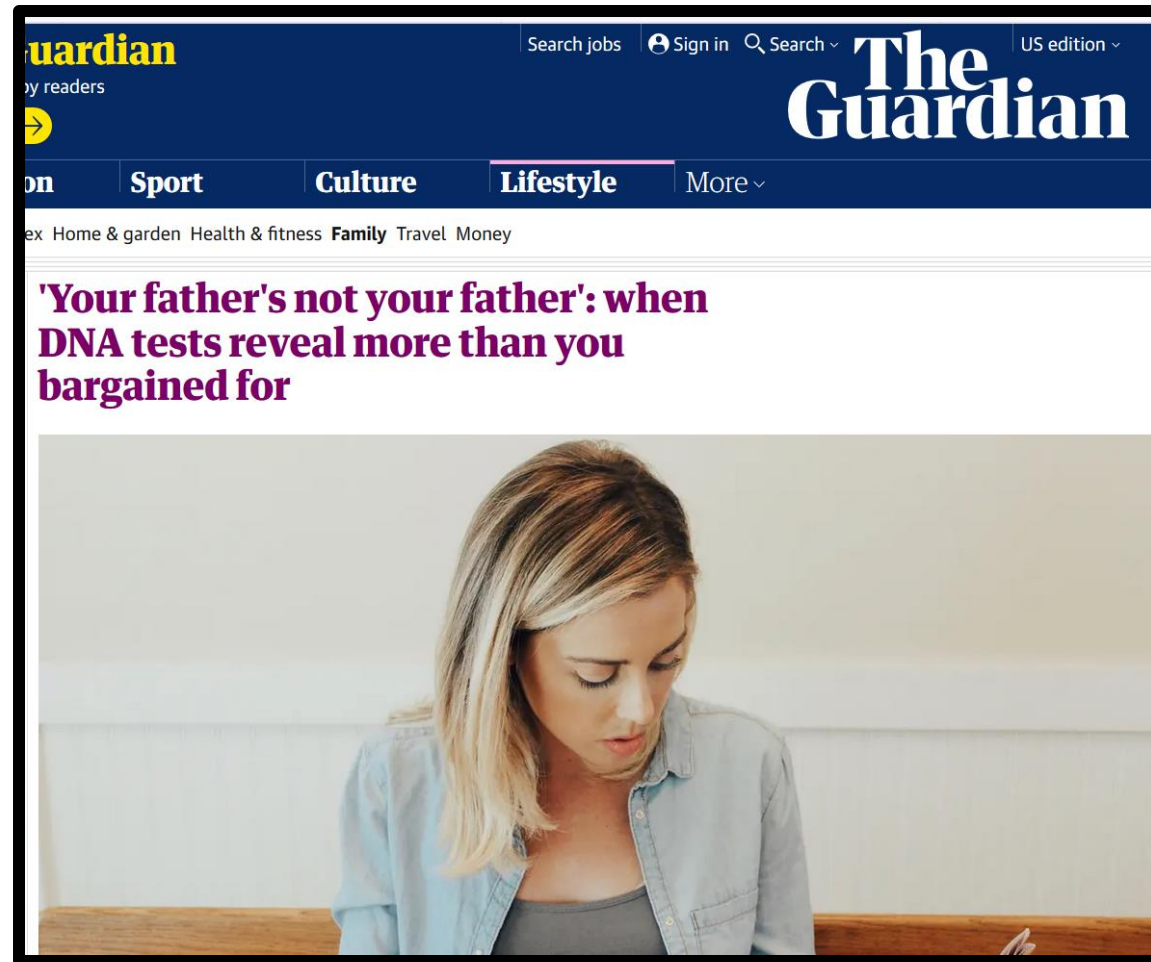 uardian
by readers
Search jobs
Sign in
Search
US edition
The
Guardian
on
Sport
Culture
Lifestyle
More
ex Home & garden Health & fitness Family Travel Money
'Your father's not your father': when
DNA tests reveal more than you
bargained for